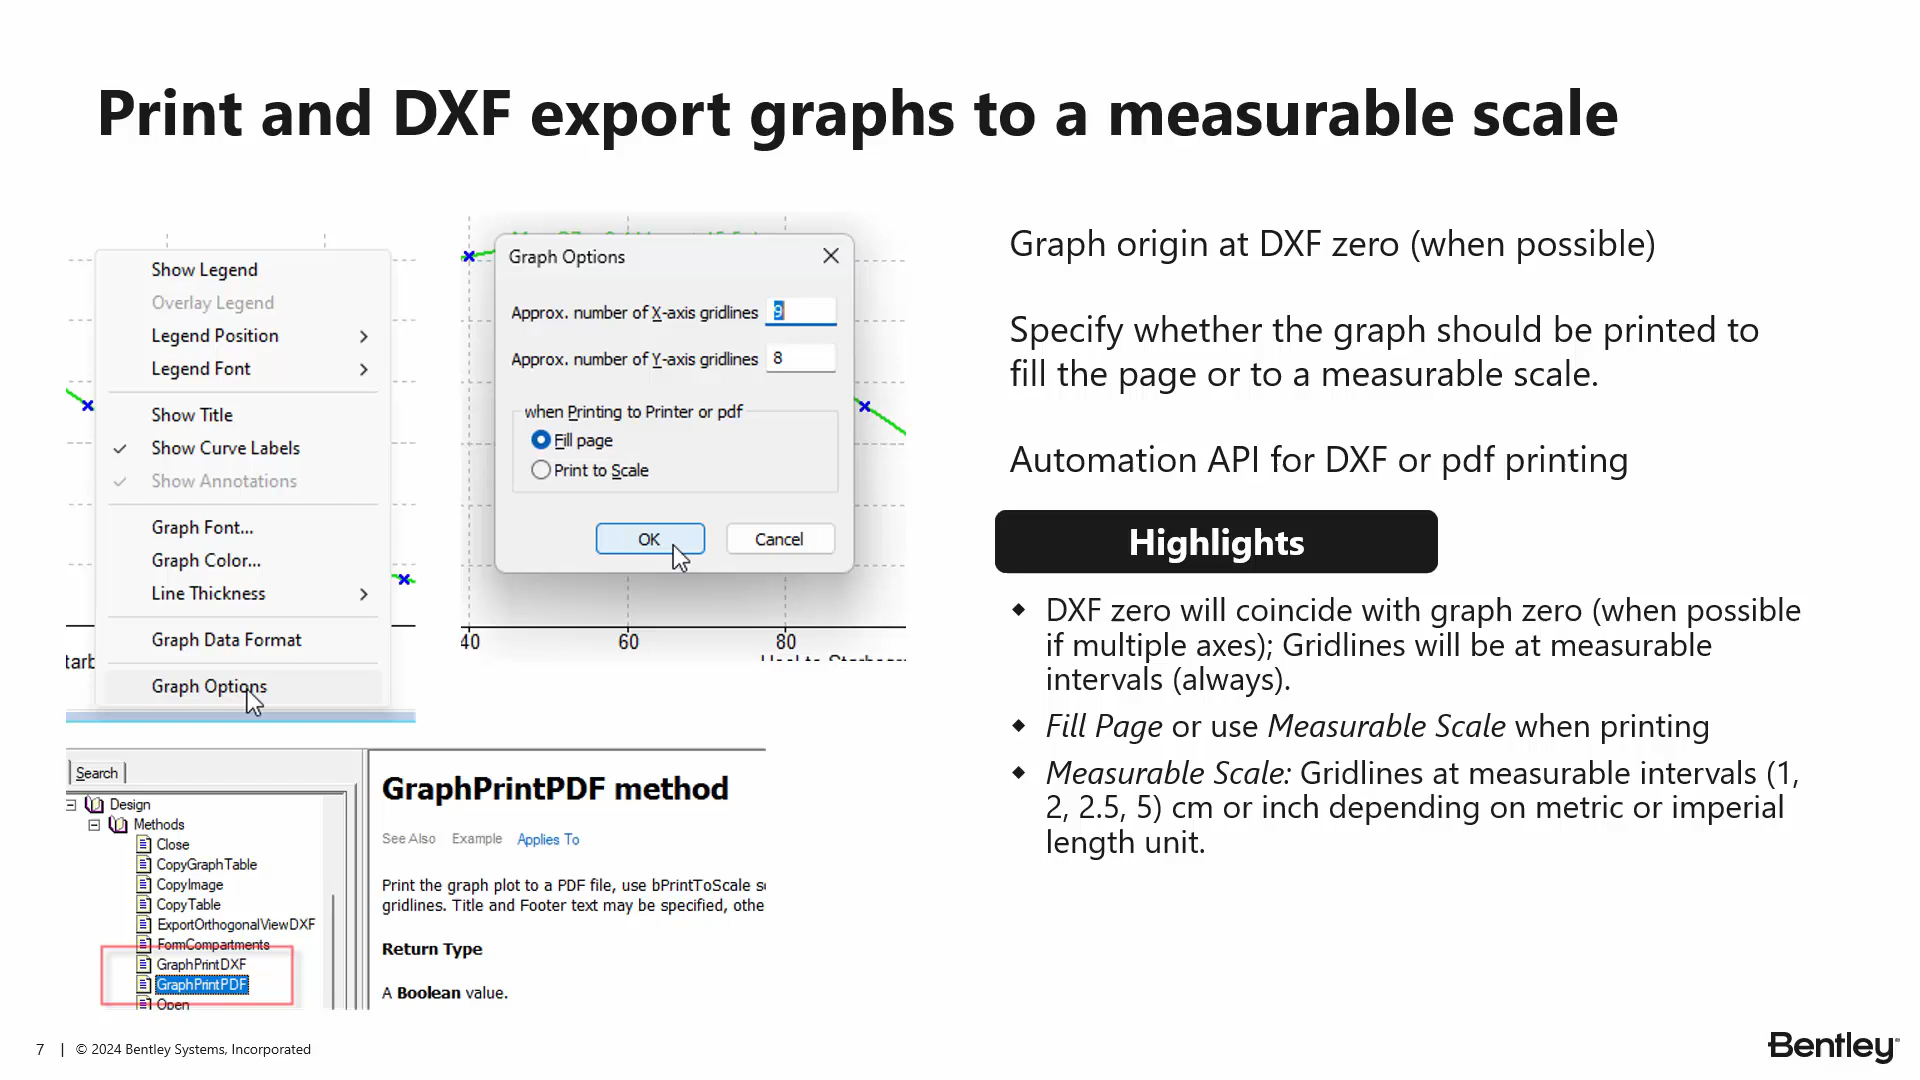 Print and DXF export graphs to a measurable scale
Show Legend
Overlay Legend
Legend Position
Legend Font
Show Title
Show Curve Labels
Show Annotations
Graph Font...
Graph Color...
Line Thickness
Graph Data Format
Graph Options
Graph Options
Approx. number of X-axis gridlines 9
Approx. number of Y-axis gridlines 8
when Printing to Printer or pdf
Fill page
Print to Scale
OK Cancel
40 60 80
Search
Design
Methods
Close
CopyGraphTable
CopyImage
CopyTable
ExportOrthogonalViewDXF
FormCompartments
GraphPrintDXF
GraphPrintPDF
Open
GraphPrintPDF method
See Also Example Applies To
Print the graph plot to a PDF file, use bPrintToScale
gridlines. Title and Footer text may be specified, othe
Return Type
A Boolean value.
Graph origin at DXF zero (when possible)
Specify whether the graph should be printed to
fill the page or to a measurable scale.
Automation API for DXF or pdf printing
Highlights
DXF zero will coincide with graph zero (when possible
if multiple axes); Gridlines will be at measurable
intervals (always).
Fill Page or use Measurable Scale when printing
Measurable Scale: Gridlines at measurable intervals (1,
2, 2.5, 5) cm or inch depending on metric or imperial
length unit.
7 | © 2024 Bentley Systems, Incorporated
Bentley